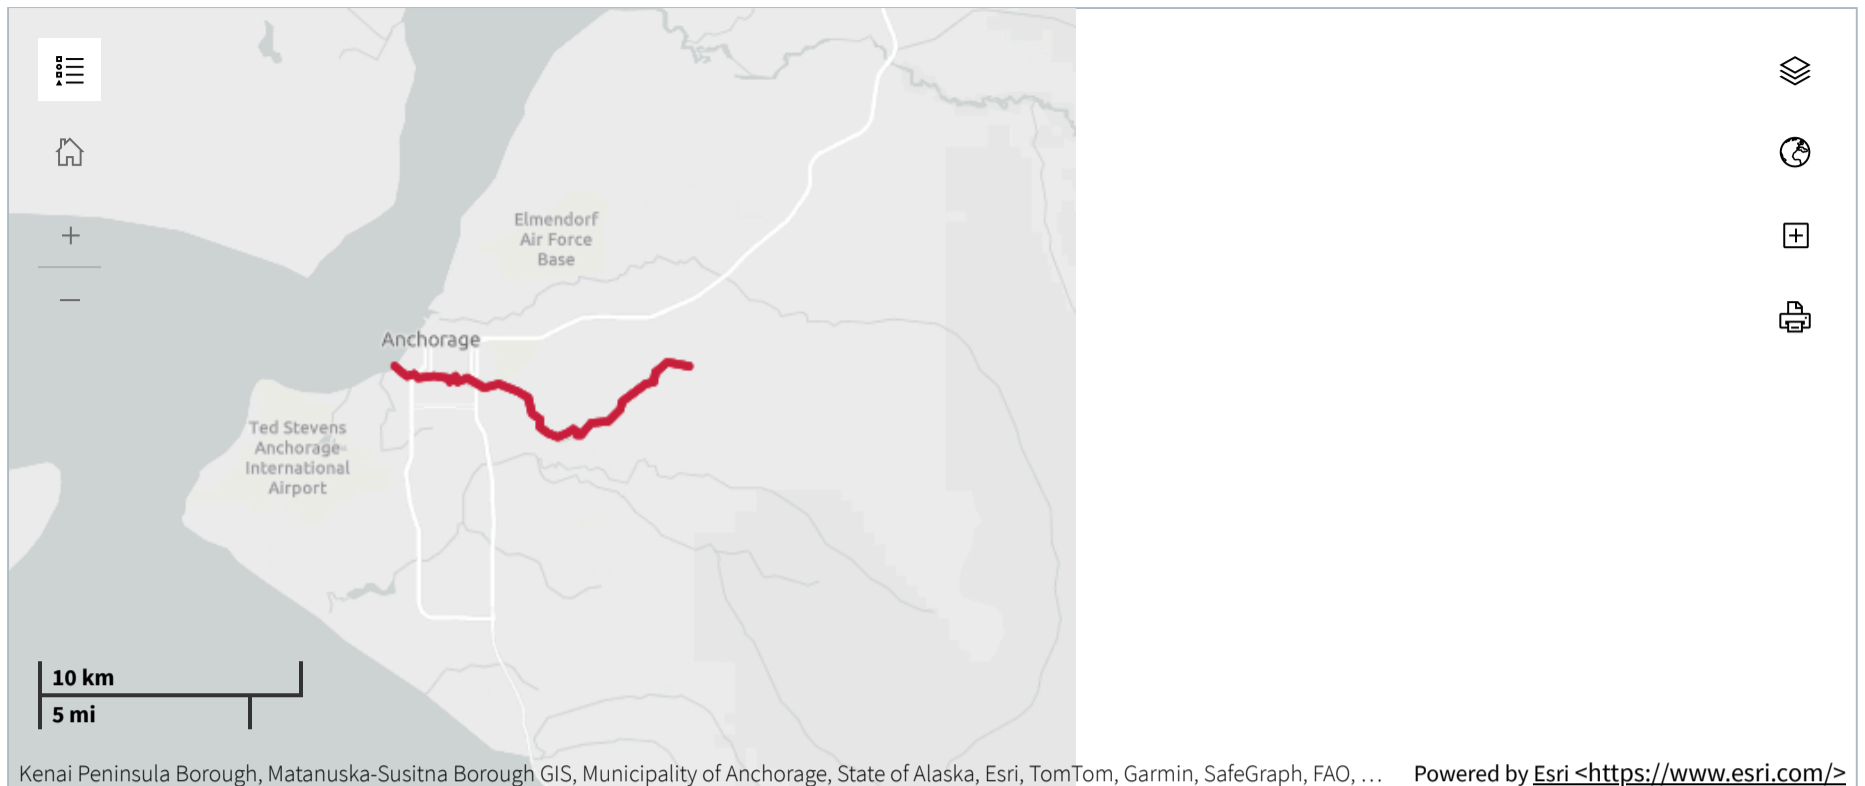 Elmendorf
Air Force
Base
Anchorage
Ted Stevens
Anchorage
International
Airport
10 km
5 mi
Kenai Peninsula Borough, Matanuska-Susitna Borough GIS, Municipality of Anchorage, State of Alaska, Esri, TomTom, Garmin, SafeGraph, FAO, … Powered by Esri <https://www.esri.com/>